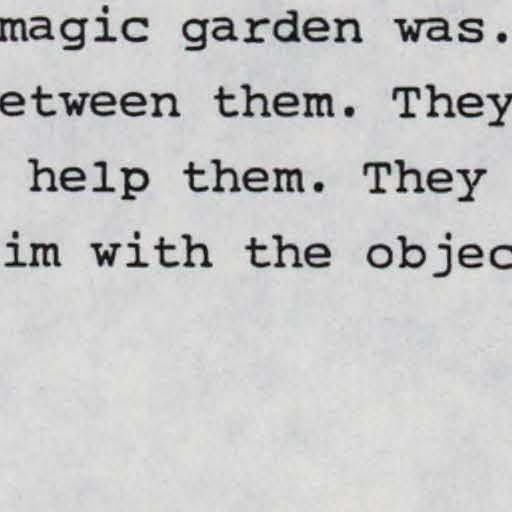 magic garden was.
etween them. They
help them. They
im with the objec